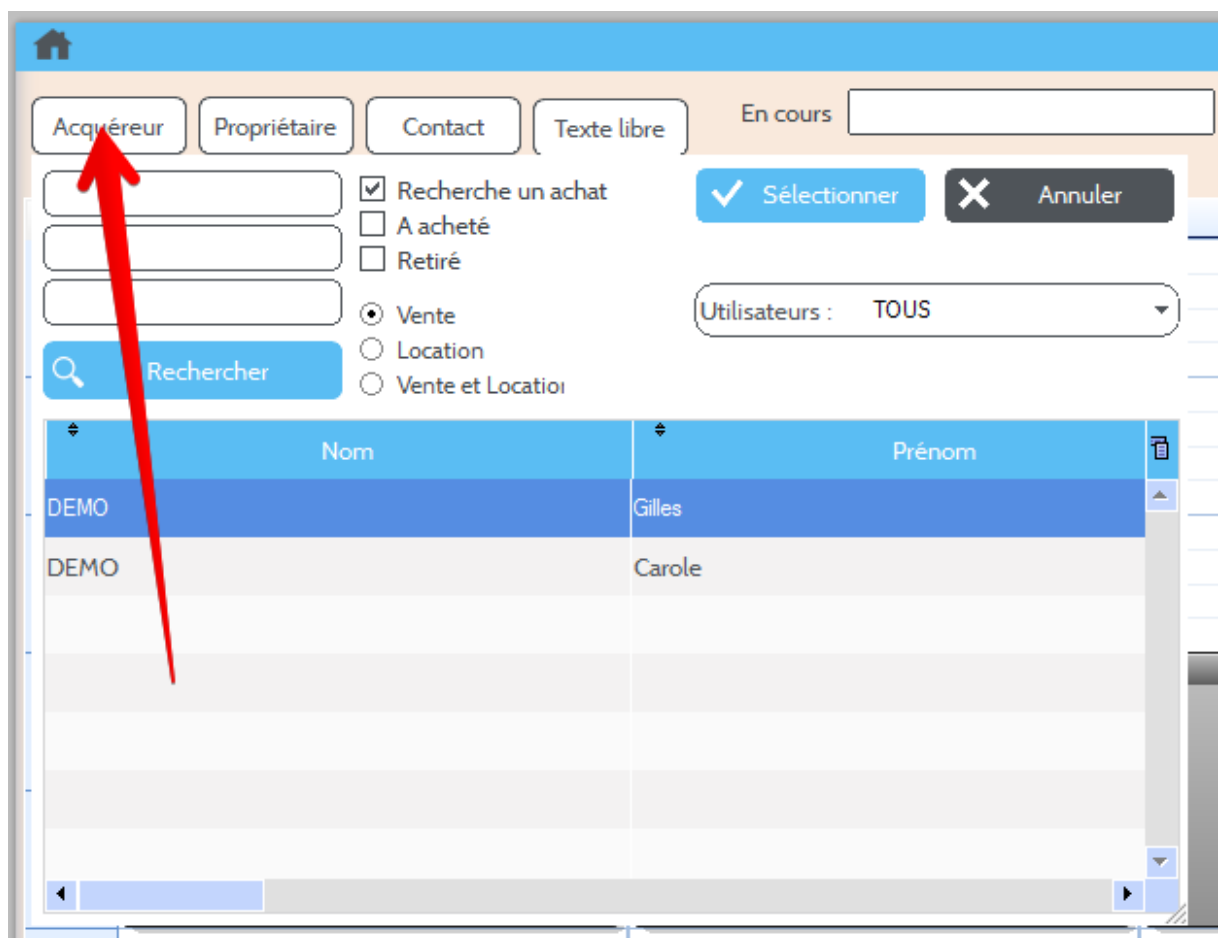 Acquéreur Propriétaire Contact Texte libre En cours
Recherche un achat
A acheté
Retiré
Sélectionner Annuler
Vente
Location
Vente et Location
Utilisateurs : TOUS
Rechercher
Nom Prénom
DEMO Gilles
DEMO Carole